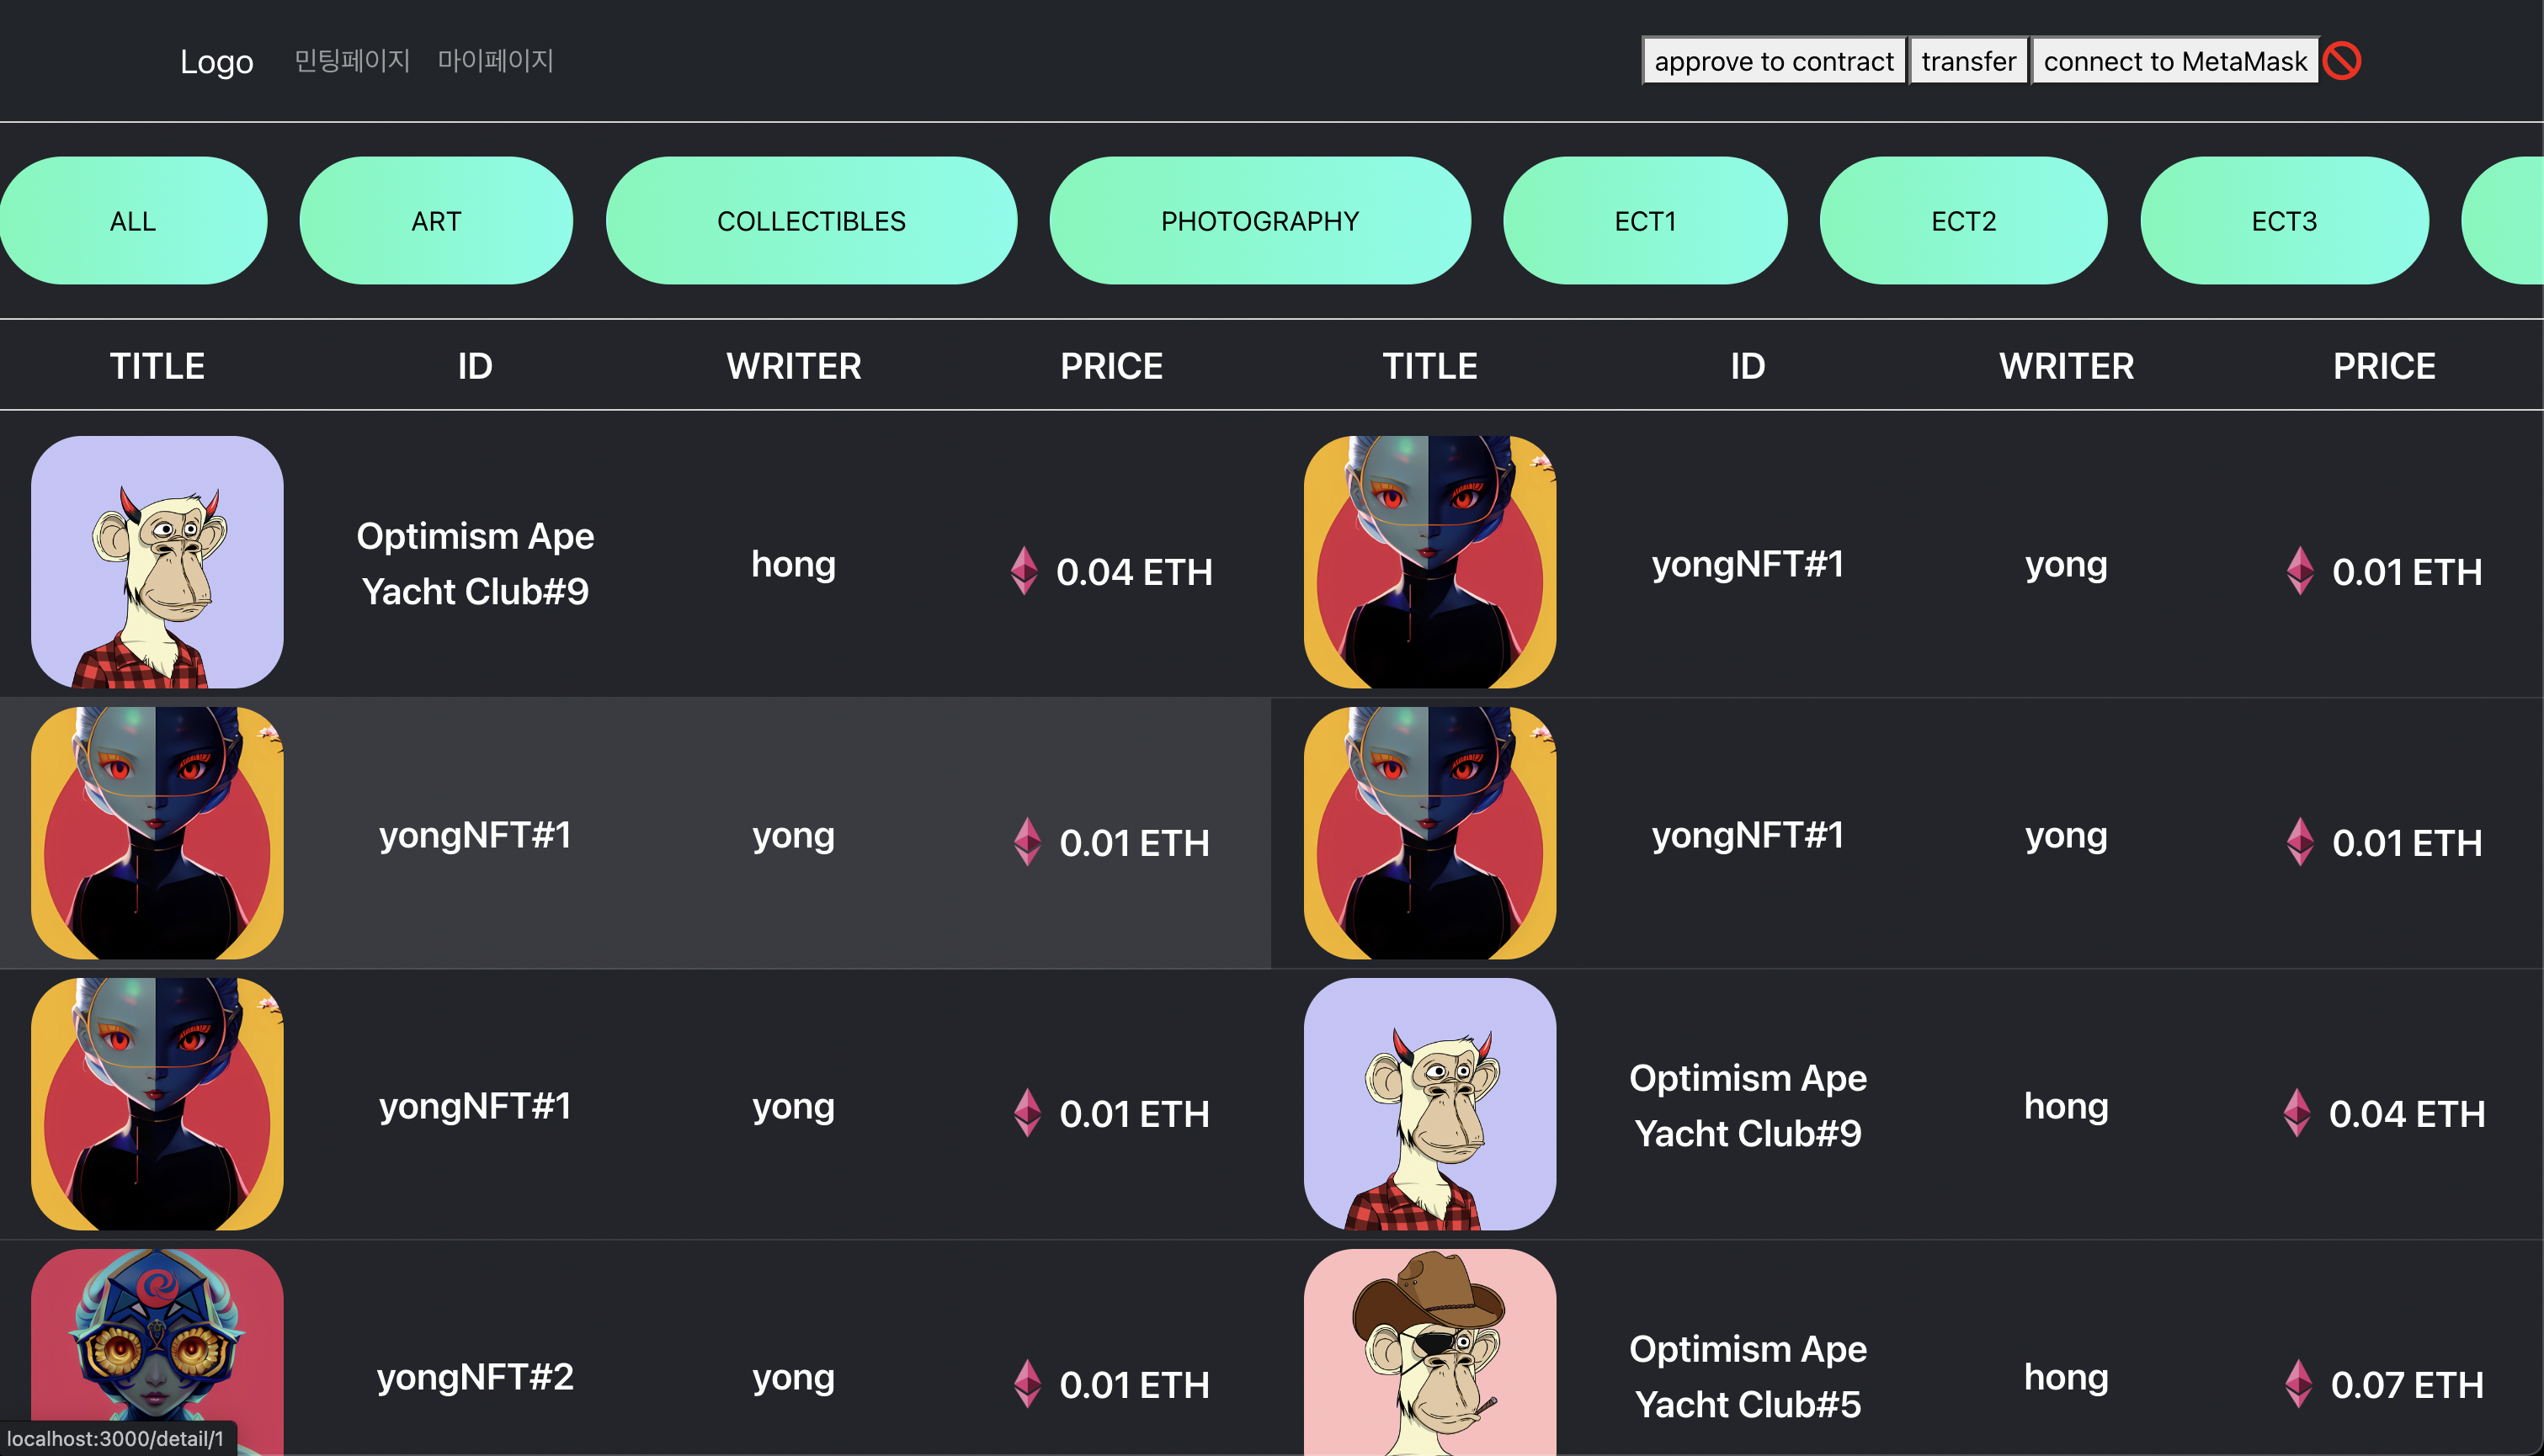 Logo 민팅페이지 마이페이지 approve to contract transfer connect to MetaMask
ALL ART COLLECTIBLES PHOTOGRAPHY ECT1 ECT2 ECT3
TITLE ID WRITER PRICE TITLE ID WRITER PRICE
Optimism Ape
Yacht Club#9
hong
0.04 ETH
yongNFT#1
yong
0.01 ETH
yongNFT#1
yong
0.01 ETH
yongNFT#1
yong
0.01 ETH
yongNFT#1
yong
0.01 ETH
Optimism Ape
Yacht Club#9
hong
0.04 ETH
yongNFT#2
yong
0.01 ETH
Optimism Ape
Yacht Club#5
hong
0.07 ETH
localhost:3000/detail/1